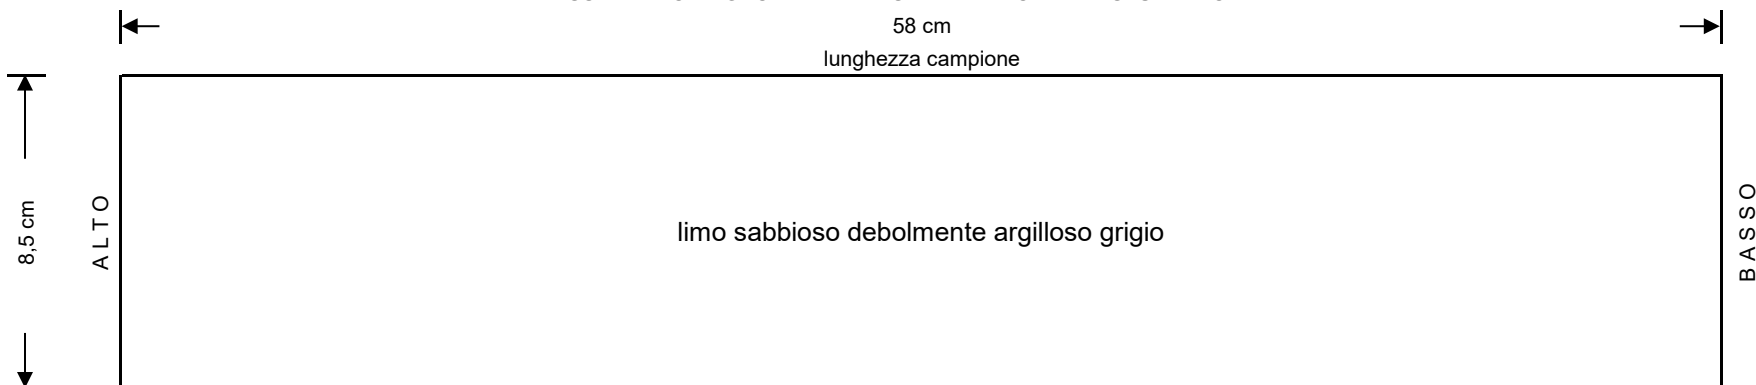 58 cm
lunghezza campione
8,5 cm
A L T O
limo sabbioso debolmente argilloso grigio
B A S S O